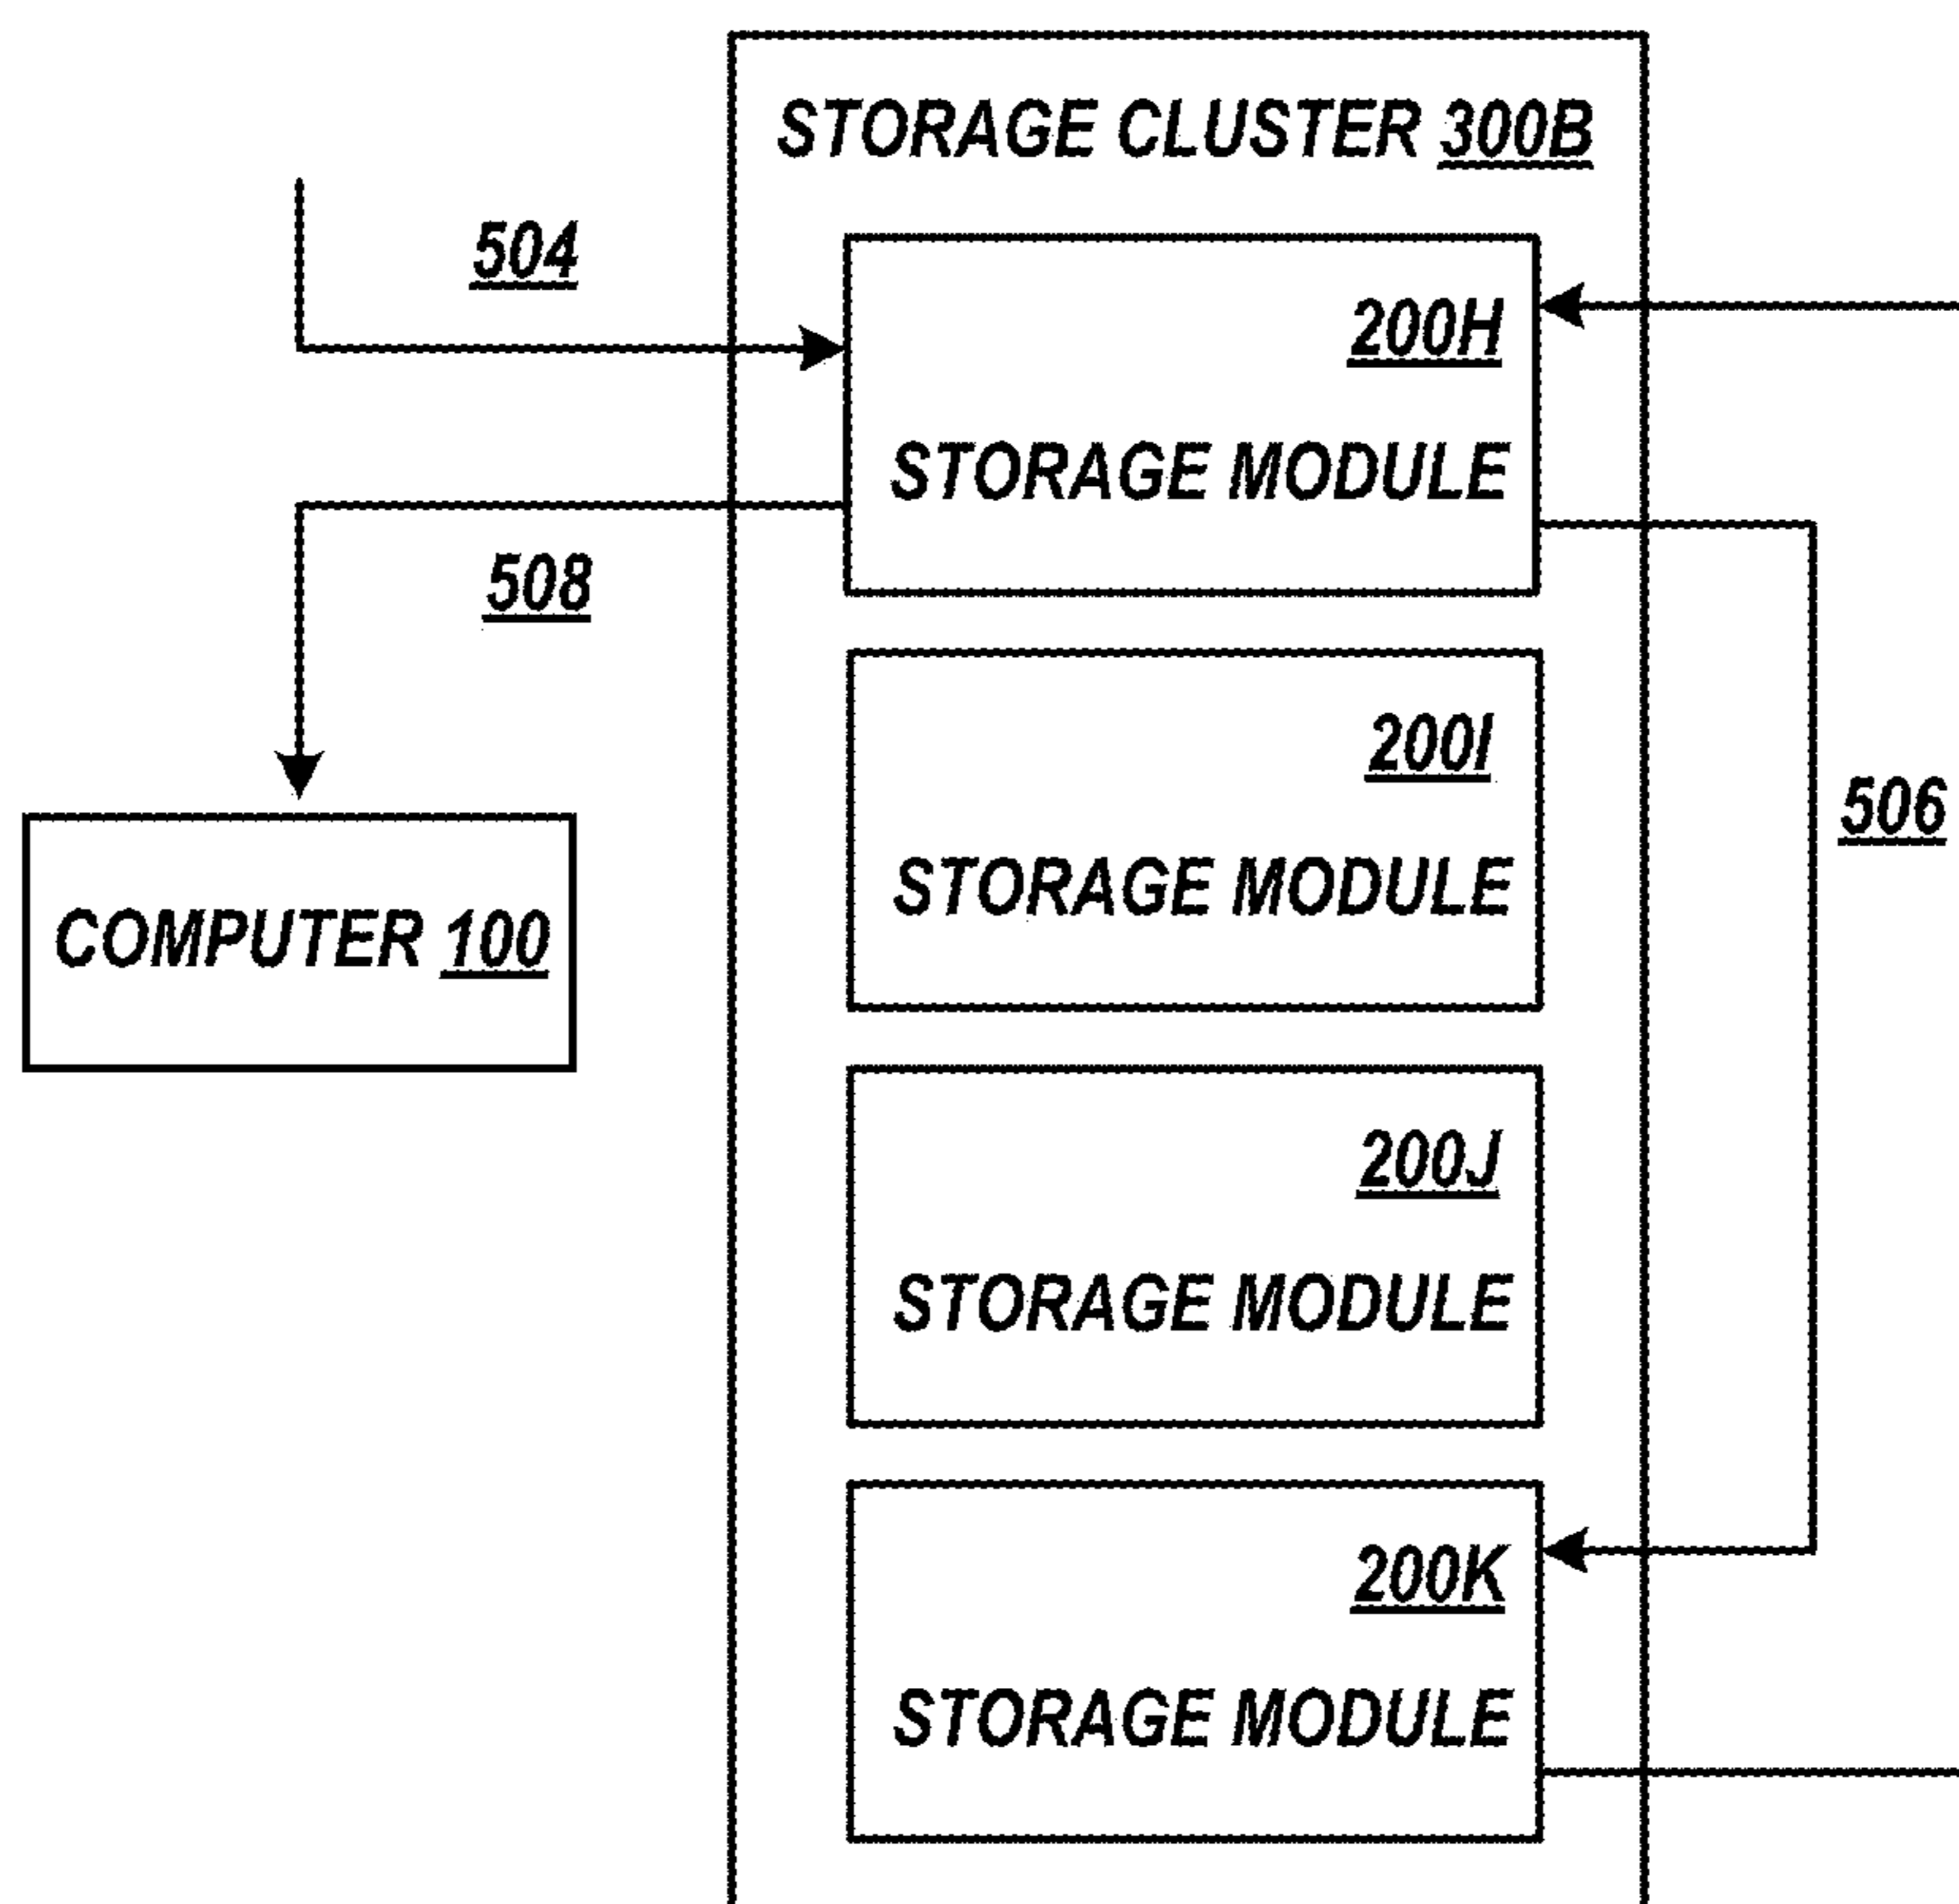 STORAGE CLUSTER 300B
504
200H
STORAGE MODULE
508
200I
506
STORAGE MODULE
COMPUTER 100
200J
STORAGE MODULE
200K
STORAGE MODULE